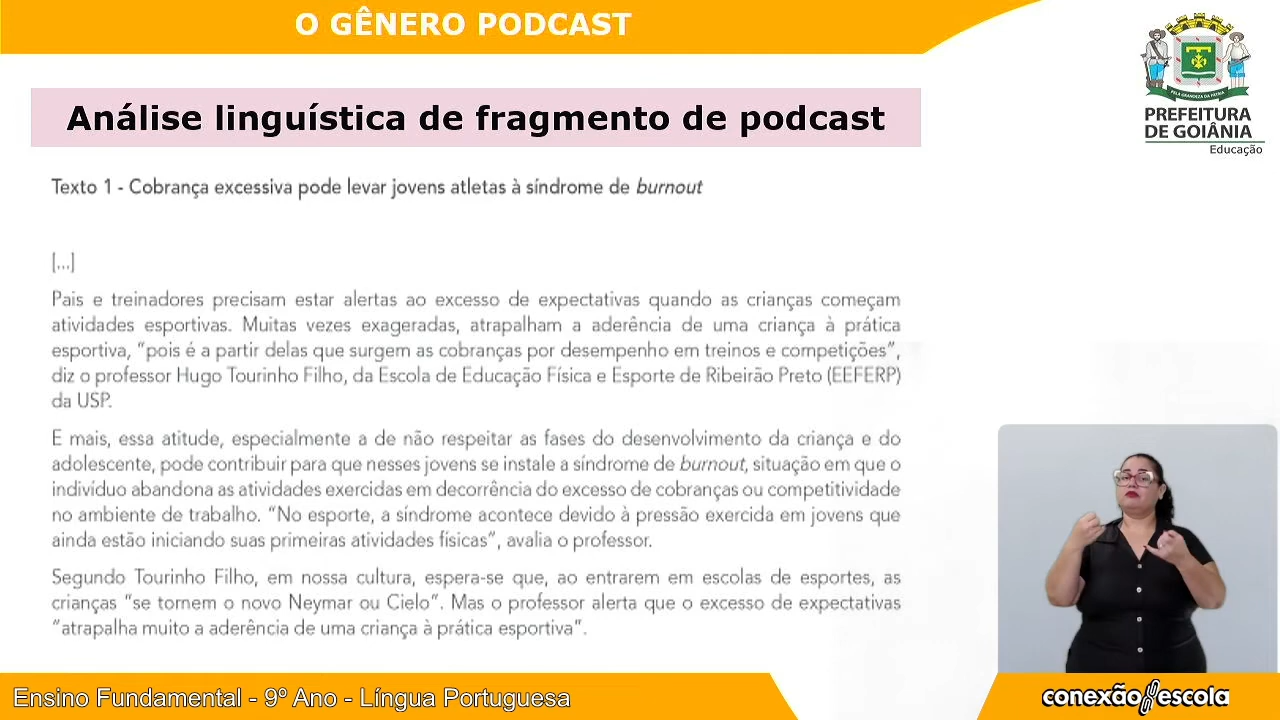 O GÊNERO PODCAST
Análise linguística de fragmento de podcast
PELA GRANDEZA DA PÁTRIA
PREFEITURA
DE GOIÂNIA
Educação
Texto 1 - Cobrança excessiva pode levar jovens atletas à síndrome de burnout
[...]
Pais e treinadores precisam estar alertas ao excesso de expectativas quando as crianças começam
atividades esportivas. Muitas vezes exageradas, atrapalham a aderência de uma criança à prática
esportiva, “pois é a partir delas que surgem as cobranças por desempenho em treinos e competições”,
diz o professor Hugo Tourinho Filho, da Escola de Educação Física e Esporte de Ribeirão Preto (EEFERP)
da USP.
E mais, essa atitude, especialmente a de não respeitar as fases do desenvolvimento da criança e do
adolescente, pode contribuir para que nesses jovens se instale a síndrome de burnout, situação em que o
indivíduo abandona as atividades exercidas em decorrência do excesso de cobranças ou competitividade
no ambiente de trabalho. “No esporte, a síndrome acontece devido à pressão exercida em jovens que
ainda estão iniciando suas primeiras atividades físicas”, avalia o professor.
Segundo Tourinho Filho, em nossa cultura, espera-se que, ao entrarem em escolas de esportes, as
crianças “se tornem o novo Neymar ou Cielo”. Mas o professor alerta que o excesso de expectativas
“atrapalha muito a aderência de uma criança à prática esportiva”.
Ensino Fundamental - 9º Ano - Língua Portuguesa
conexão escola